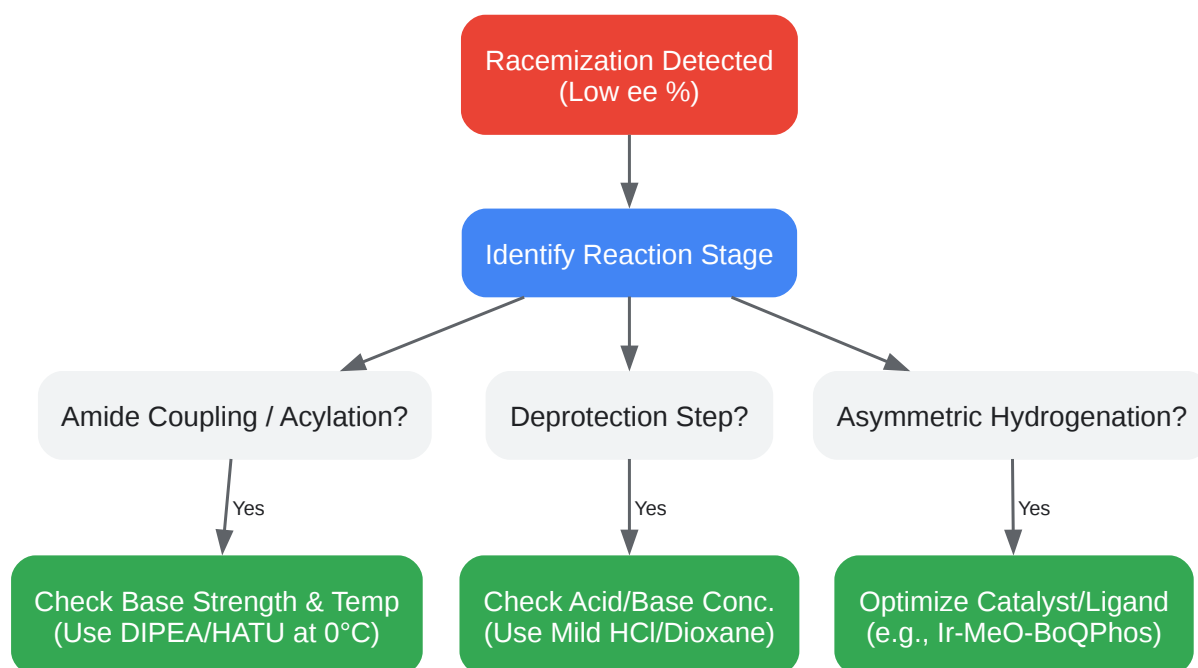 Racemization Detected
(Low ee %)
Identify Reaction Stage
Amide Coupling / Acylation?
Deprotection Step?
Asymmetric Hydrogenation?
Yes
Yes
Yes
Check Base Strength & Temp
(Use DIPEA/HATU at 0°C)
Check Acid/Base Conc.
(Use Mild HCl/Dioxane)
Optimize Catalyst/Ligand
(e.g., Ir-MeO-BoQPhos)